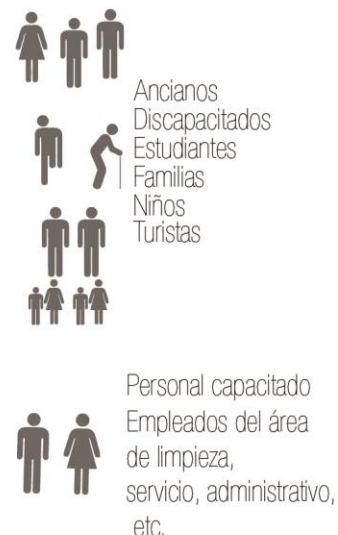 Ancianos
Discapacitados
Estudiantes
Familias
Niños
Turistas
Personal capacitado
Empleados del área
de limpieza,
servicio, administrativo,
etc.